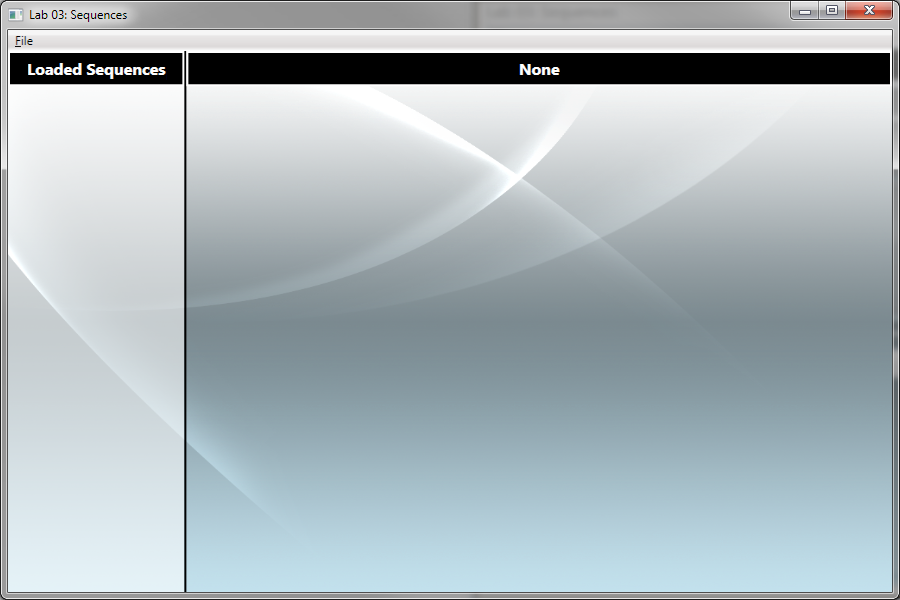 Lab 03: Sequences
File
Loaded Sequences
None